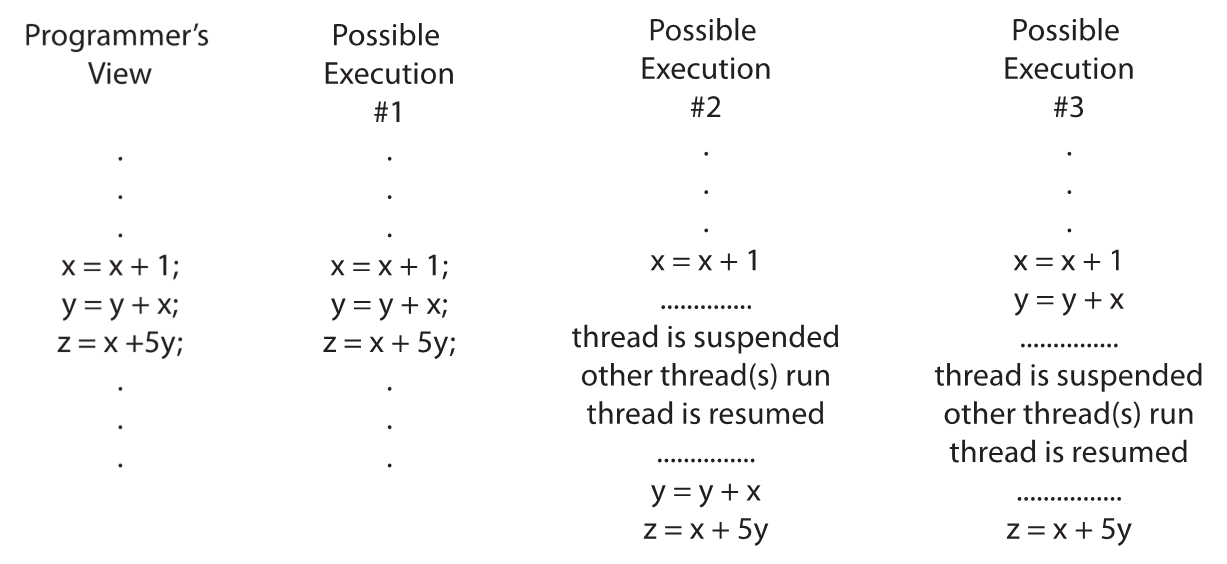 Programmer’s
View
.
.
.
x = x + 1;
y = y + x;
z = x +5y;
.
.
.
Possible
Execution
#1
.
.
.
x = x + 1;
y = y + x;
z = x + 5y;
.
.
.
Possible
Execution
#2
.
.
.
x = x + 1
..............
thread is suspended
other thread(s) run
thread is resumed
...............
y = y + x
z = x + 5y
Possible
Execution
#3
.
.
.
x = x + 1
y = y + x
...............
thread is suspended
other thread(s) run
thread is resumed
................
z = x + 5y